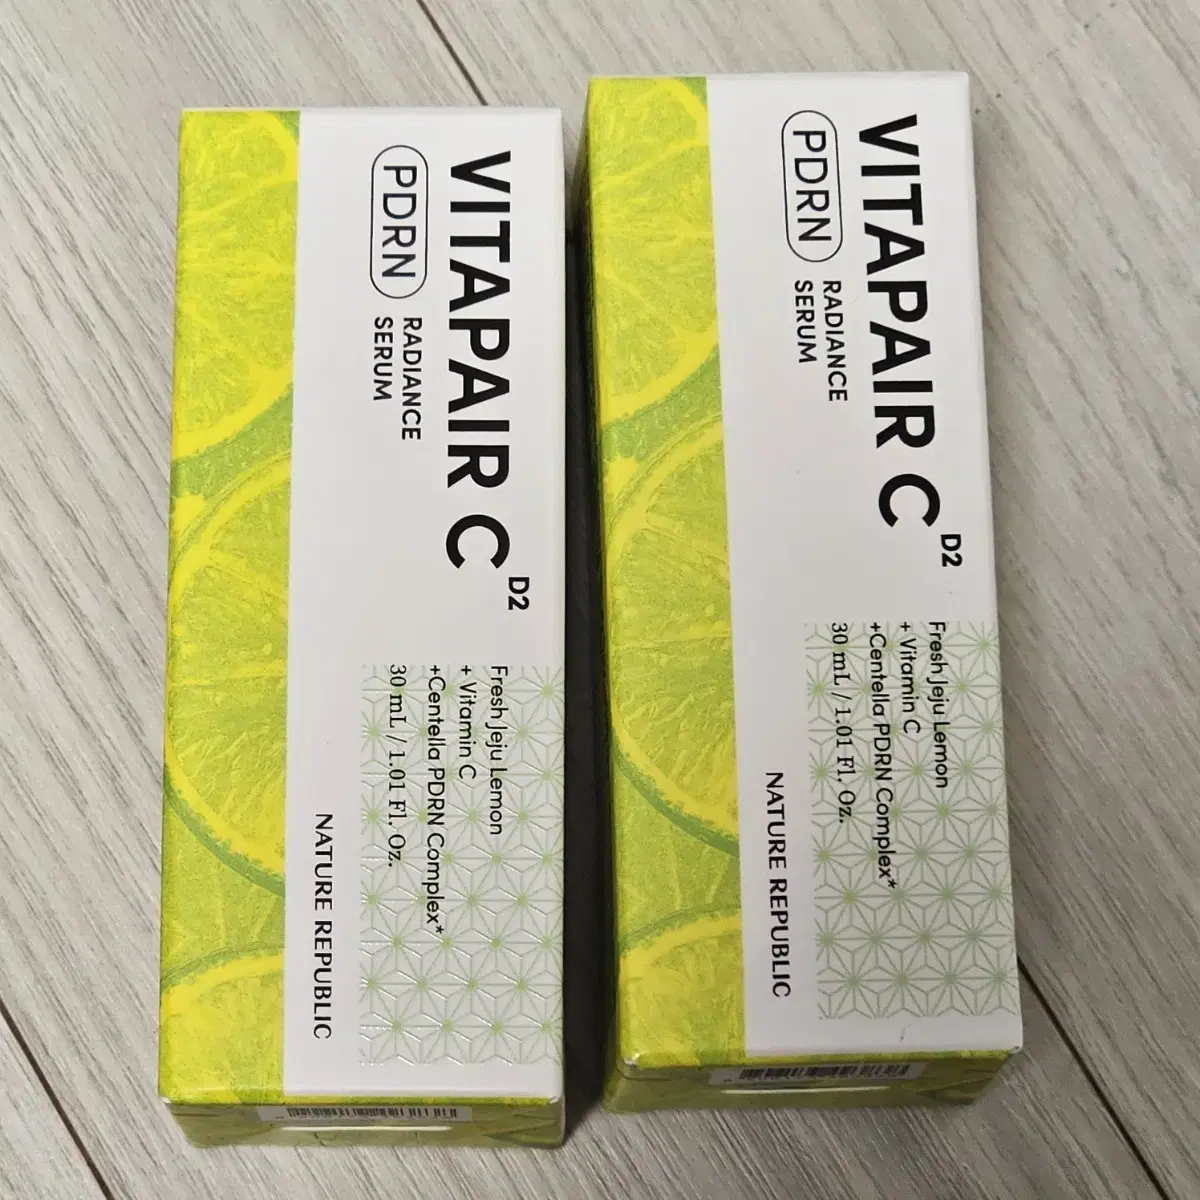 VITAPAIR C D2
PDRN
RADIANCE
SERUM
Fresh Jeju Lemon
+ Vitamin C
+Centella PDRN Complex*
30 mL / 1.01 Fl. Oz.
NATURE REPUBLIC
VITAPAIR C D2
PDRN
RADIANCE
SERUM
Fresh Jeju Lemon
+ Vitamin C
+Centella PDRN Complex*
30 mL / 1.01 Fl. Oz.
NATURE REPUBLIC